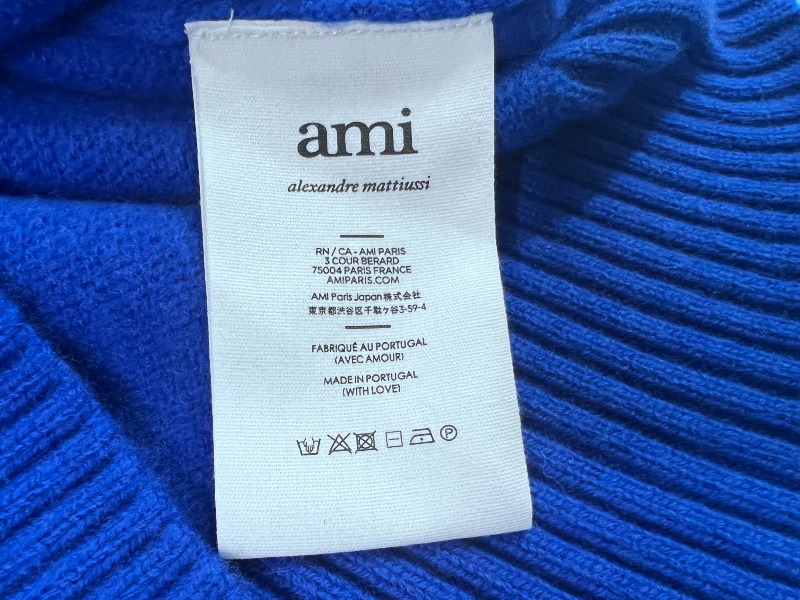 ami
alexandre mattiussi
RN / CA - AMI PARIS
3 COUR BERARD
75004 PARIS FRANCE
AMIPARIS.COM
AMI Paris Japan株式会社
東京都渋谷区千駄ヶ谷3-59-4
FABRIQUÉ AU PORTUGAL
(AVEC AMOUR)
MADE IN PORTUGAL
(WITH LOVE)
P